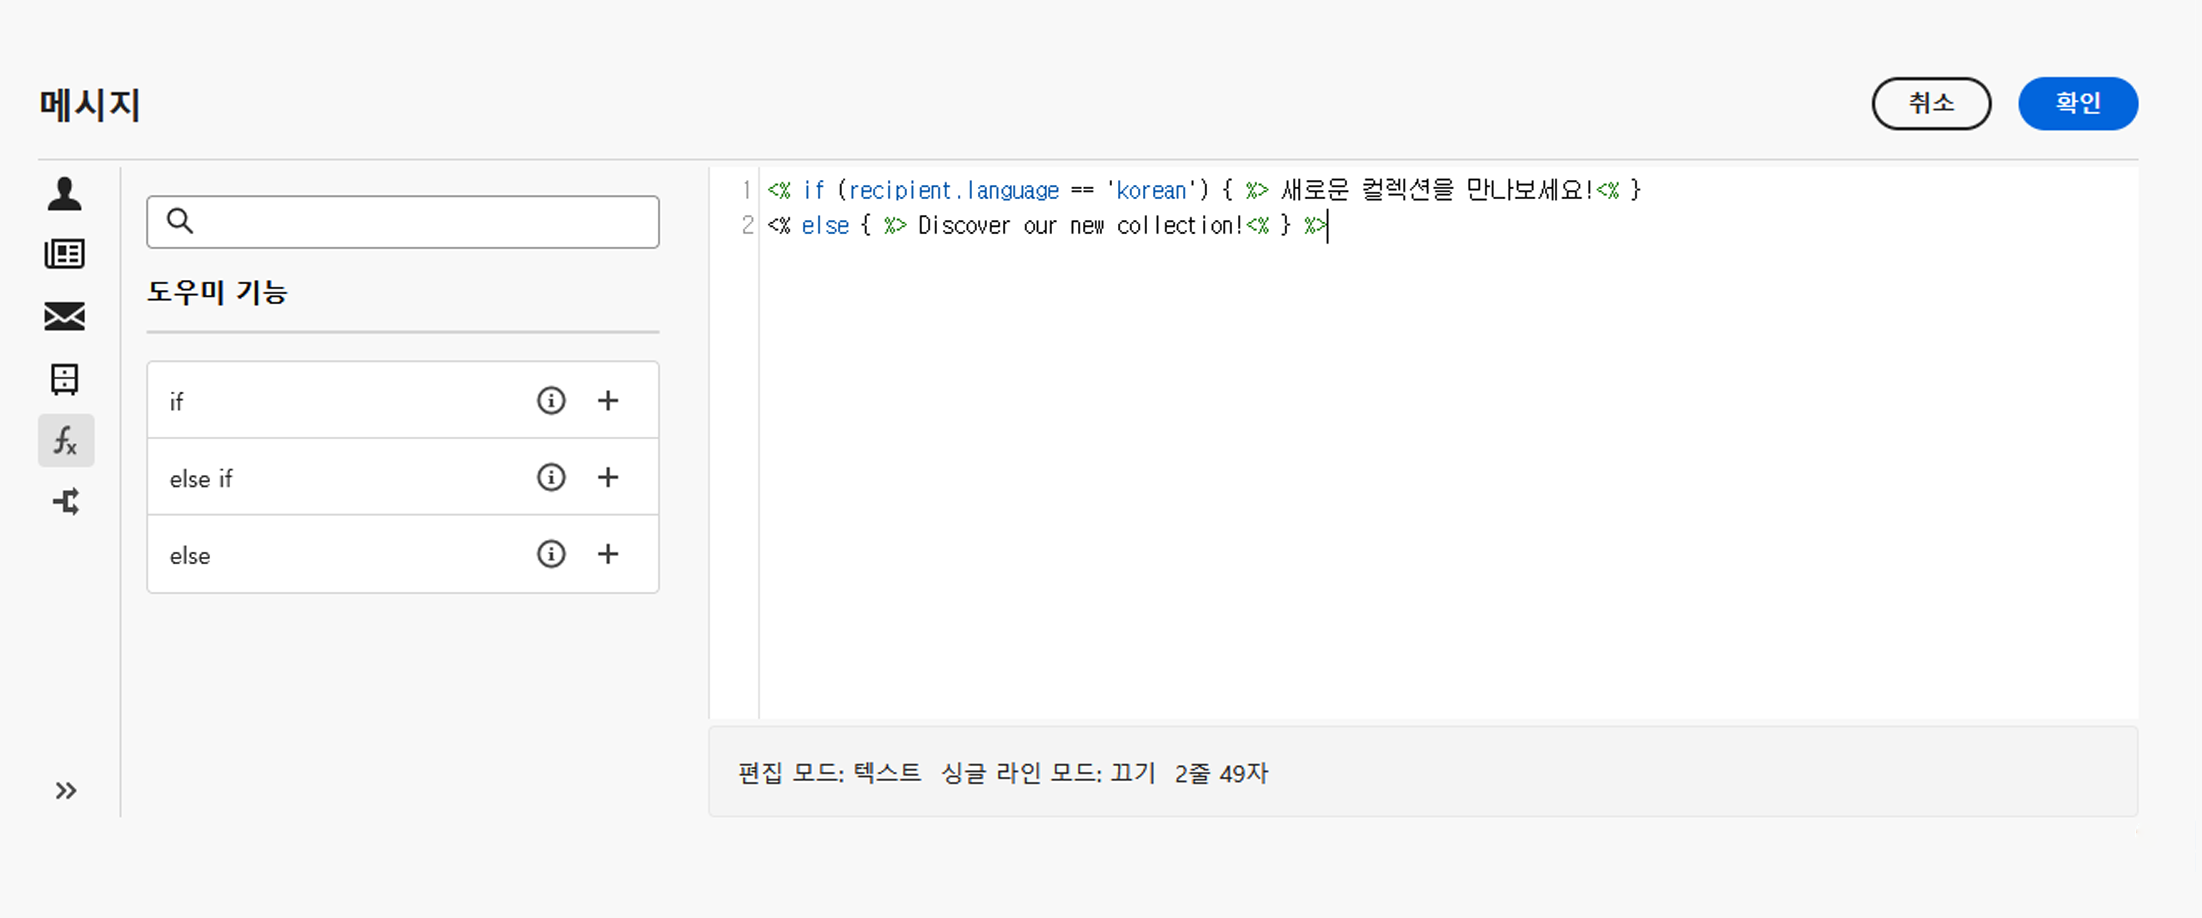 메시지
취소
확인
도우미 기능
if
else if
else
1 <% if (recipient.language == 'korean') { %> 새로운 컬렉션을 만나보세요!<% }
2 <% else { %> Discover our new collection!<% } %>
편집 모드: 텍스트 싱글 라인 모드: 끄기 2줄 49자